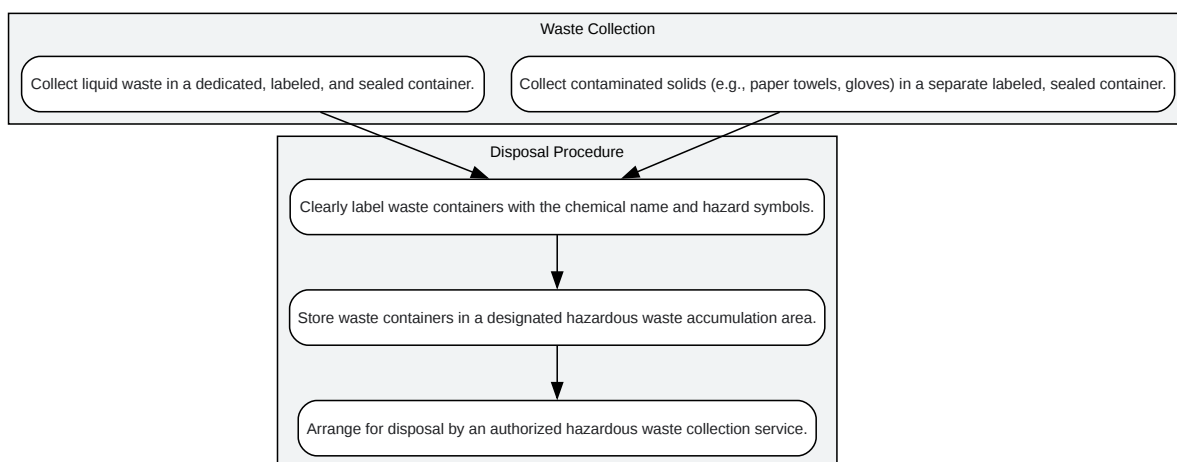 Waste Collection
Collect liquid waste in a dedicated, labeled, and sealed container.
Collect contaminated solids (e.g., paper towels, gloves) in a separate labeled, sealed container.
Disposal Procedure
Clearly label waste containers with the chemical name and hazard symbols.
Store waste containers in a designated hazardous waste accumulation area.
Arrange for disposal by an authorized hazardous waste collection service.